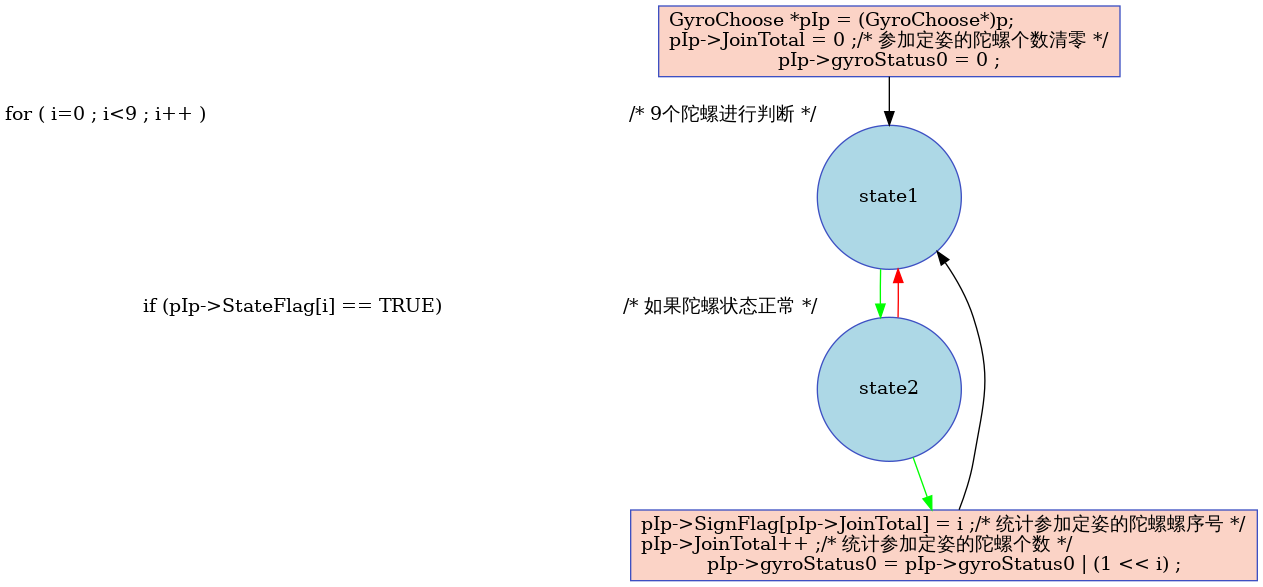 GyroChoose *pIp = (GyroChoose*)p;
pIp->JoinTotal = 0 ;/* 参加定姿的陀螺个数清零 */
pIp->gyroStatus0 = 0 ;
for ( i=0 ; i<9 ; i++ ) /* 9个陀螺进行判断 */
state1
if (pIp->StateFlag[i] == TRUE) /* 如果陀螺状态正常 */
state2
pIp->SignFlag[pIp->JoinTotal] = i ;/* 统计参加定姿的陀螺螺序号 */
pIp->JoinTotal++ ;/* 统计参加定姿的陀螺个数 */
pIp->gyroStatus0 = pIp->gyroStatus0 | (1 << i) ;